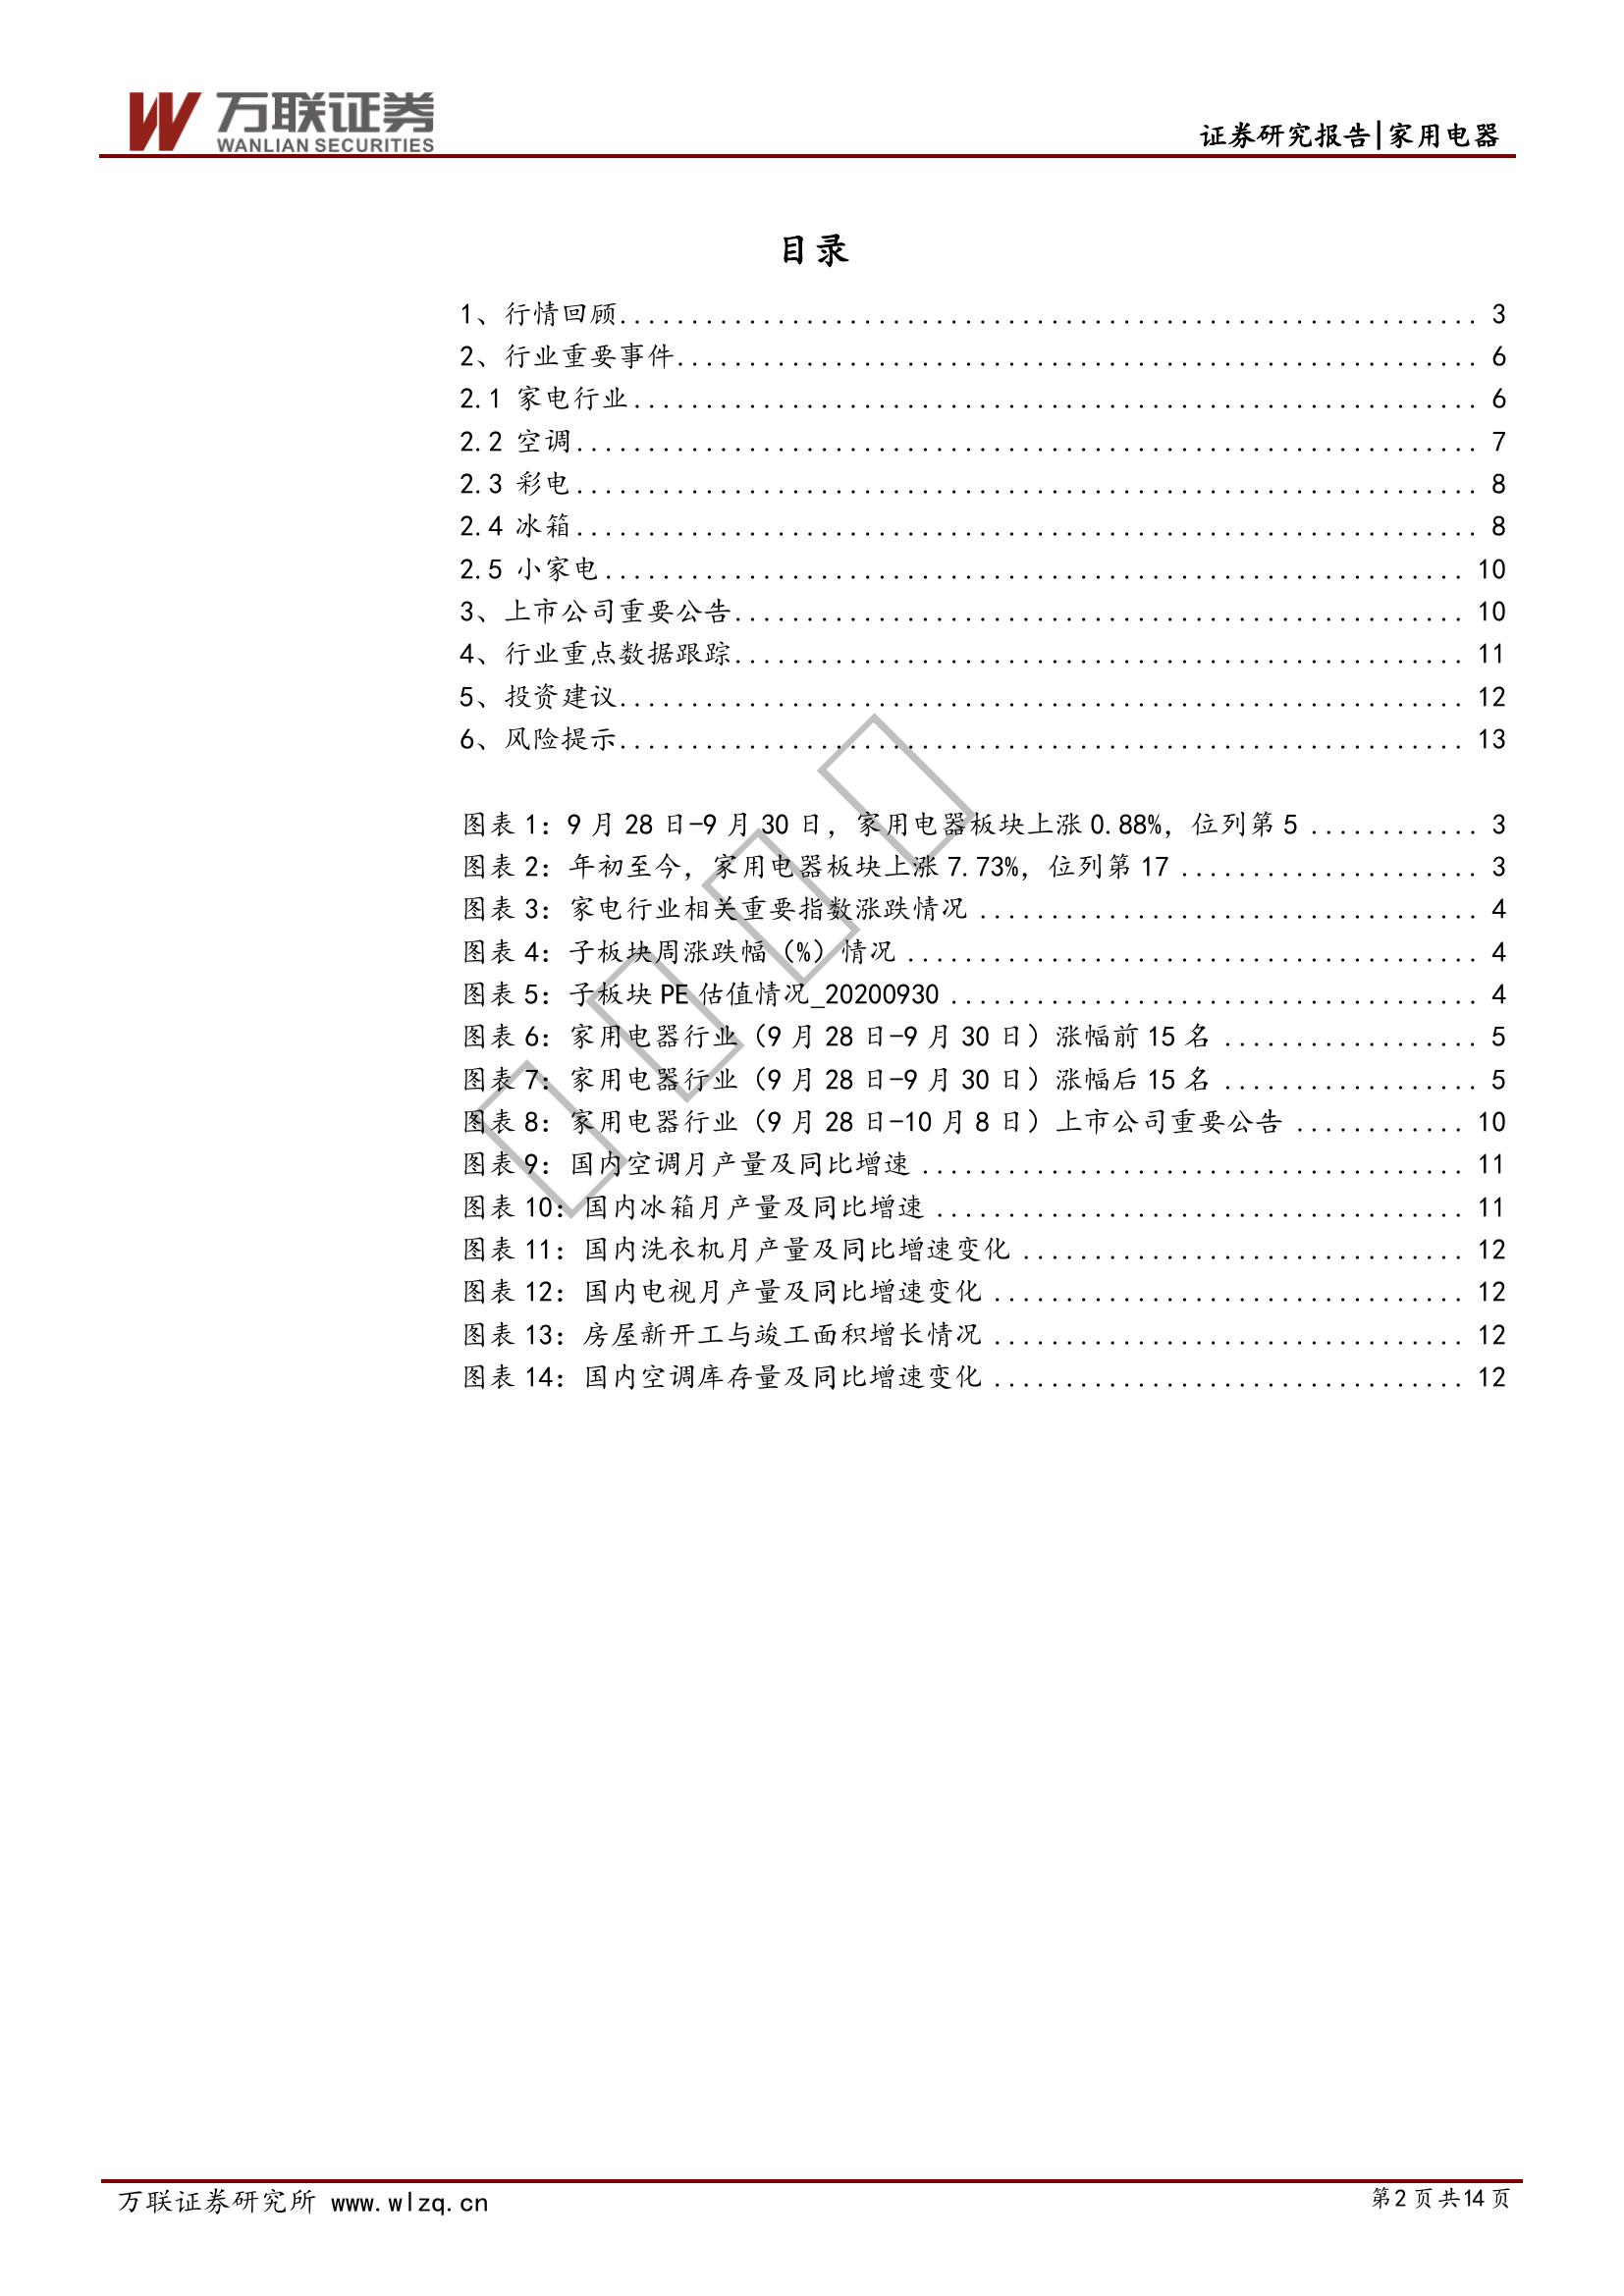 万联证券
WANLIAN SECURITIES
证券研究报告|家用电器
目录
1、行情回顾............................................................ 3
2、行业重要事件........................................................ 6
2.1 家电行业........................................................... 6
2.2 空调............................................................... 7
2.3 彩电............................................................... 8
2.4 冰箱............................................................... 8
2.5 小家电............................................................ 10
3、上市公司重要公告................................................... 10
4、行业重点数据跟踪................................................... 11
5、投资建议........................................................... 12
6、风险提示........................................................... 13
图表 1：9 月 28 日-9 月 30 日，家用电器板块上涨 0.88%，位列第 5 ............ 3
图表 2：年初至今，家用电器板块上涨 7.73%，位列第 17 ..................... 3
图表 3：家电行业相关重要指数涨跌情况 ................................... 4
图表 4：子板块周涨跌幅（%）情况 ........................................ 4
图表 5：子板块 PE 估值情况_20200930 ..................................... 4
图表 6：家用电器行业（9 月 28 日-9 月 30 日）涨幅前 15 名 .................. 5
图表 7：家用电器行业（9 月 28 日-9 月 30 日）涨幅后 15 名 .................. 5
图表 8：家用电器行业（9 月 28 日-10 月 8 日）上市公司重要公告 ............ 10
图表 9：国内空调月产量及同比增速 ...................................... 11
图表 10：国内冰箱月产量及同比增速 ..................................... 11
图表 11：国内洗衣机月产量及同比增速变化 ............................... 12
图表 12：国内电视月产量及同比增速变化 ................................. 12
图表 13：房屋新开工与竣工面积增长情况 ................................. 12
图表 14：国内空调库存量及同比增速变化 ................................. 12
万联证券研究所 www.wlzq.cn
第2 页 共14 页